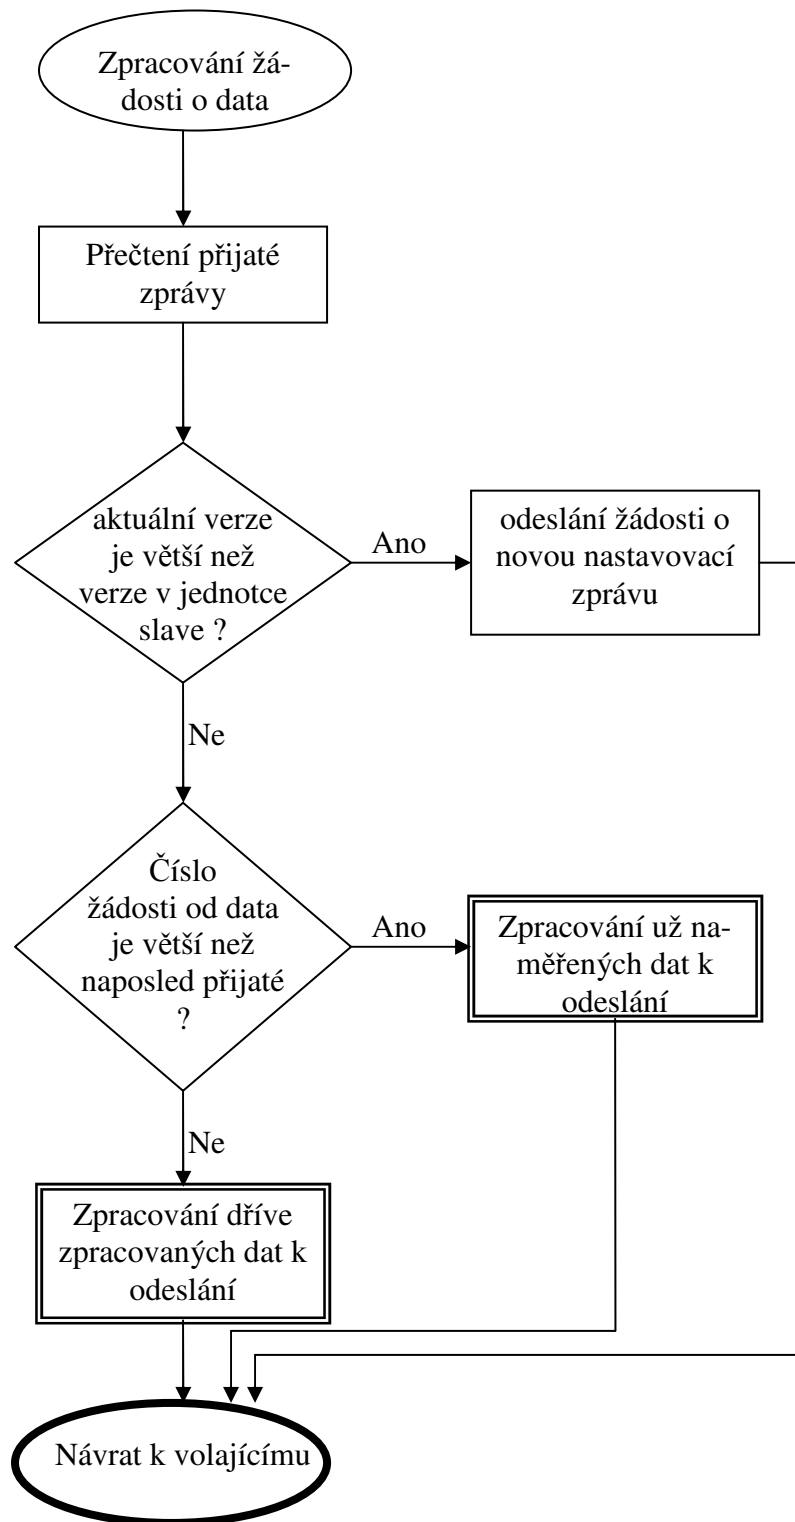 Zpracování žá-
dosti o data
Přečtení přijaté
zprávy
aktuální verze
je větší než
verze v jednotce
slave ?
Ano
odeslání žádosti o
novou nastavovací
zprávu
Ne
Číslo
žádosti od data
je větší než
naposled přijaté
?
Ano
Zpracování už na-
měřených dat k
odeslání
Ne
Zpracování dříve
zpracovaných dat k
odeslání
Návrat k volajícímu